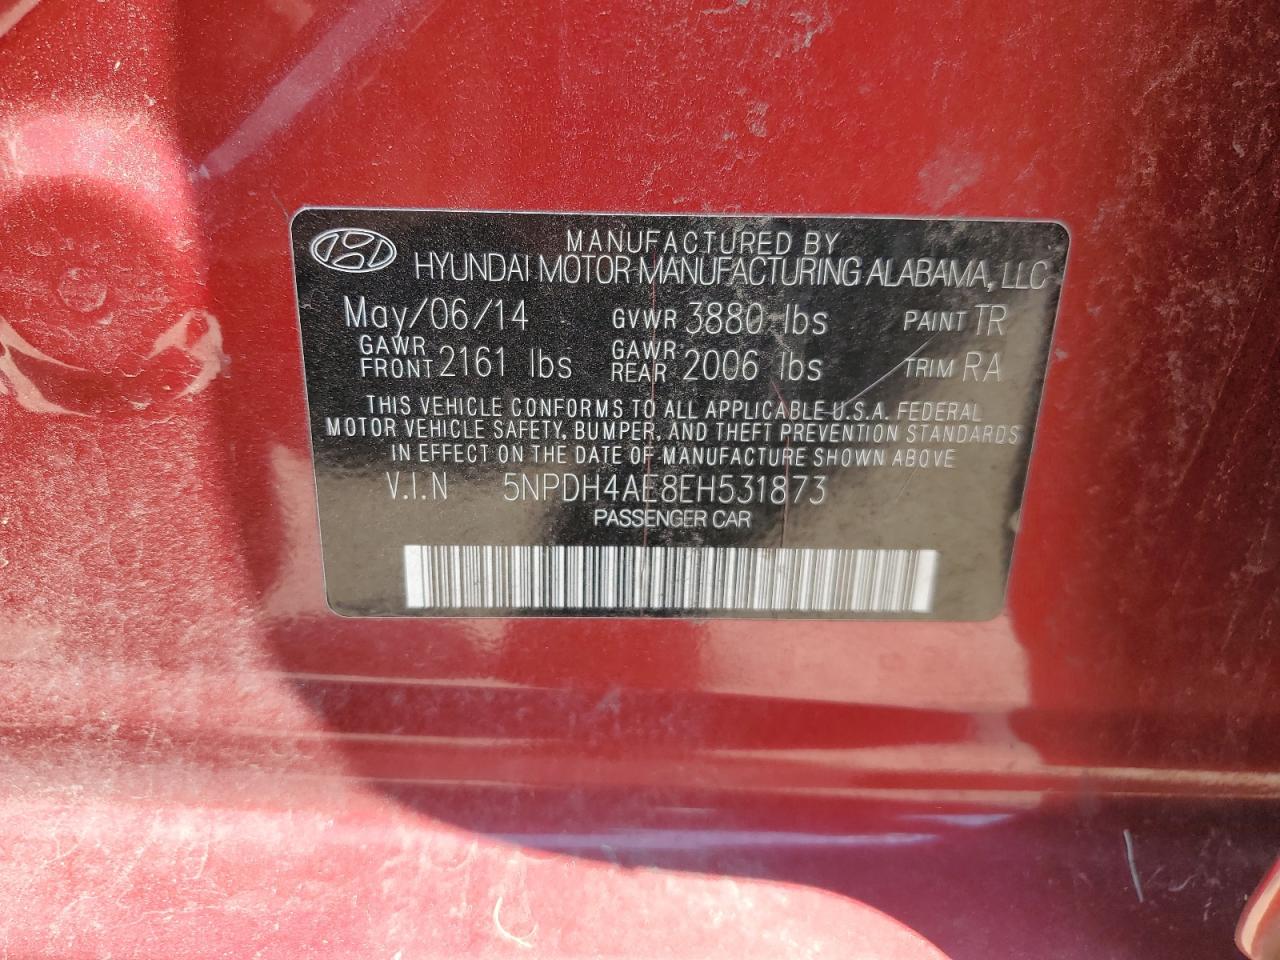 MANUFACTURED BY
HYUNDAI MOTOR MANUFACTURING ALABAMA, LLC
May/06/14 GVWR 3880 lbs PAINT TR
GAWR FRONT 2161 lbs GAWR REAR 2006 lbs TRIM RA
THIS VEHICLE CONFORMS TO ALL APPLICABLE U.S.A. FEDERAL
MOTOR VEHICLE SAFETY, BUMPER, AND THEFT PREVENTION STANDARDS
IN EFFECT ON THE DATE OF MANUFACTURE SHOWN ABOVE
V.I.N 5NPDH4AE8EH531873
PASSENGER CAR